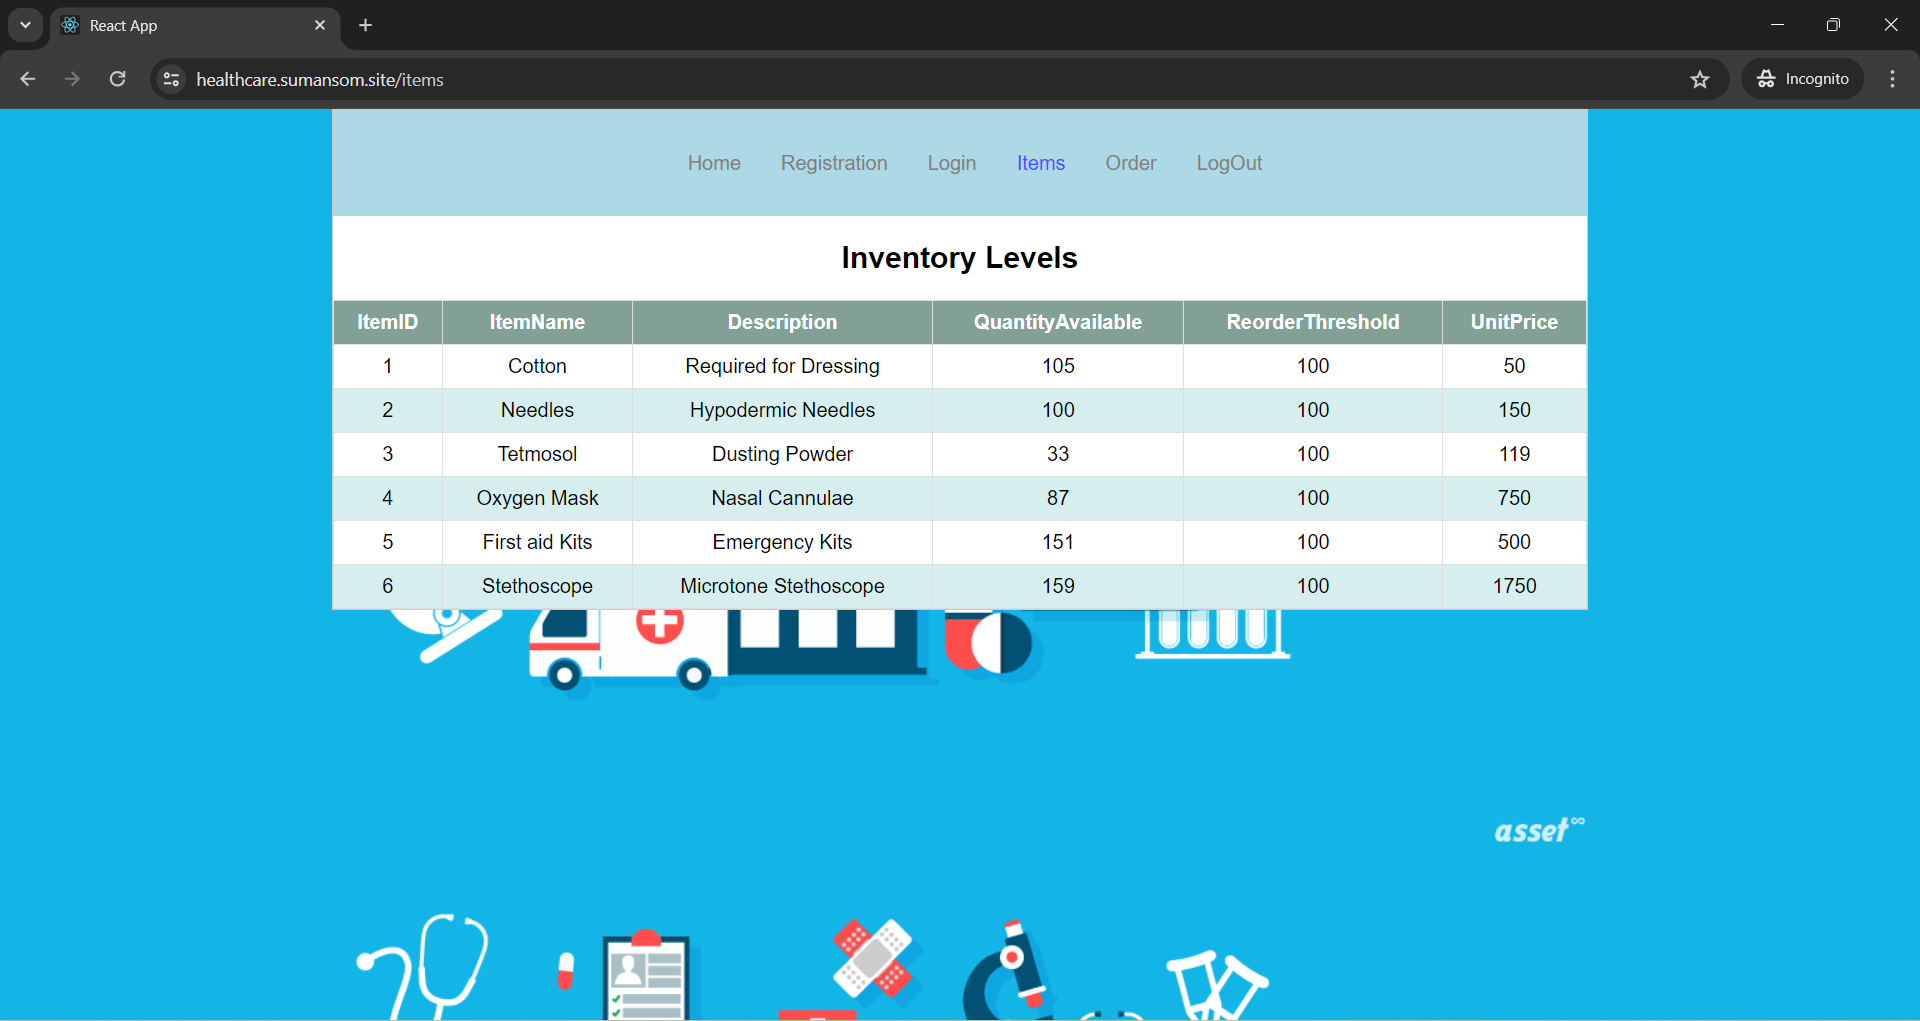 React App
healthcare.sumansom.site/items
Incognito
Home Registration Login Items Order LogOut
Inventory Levels
ItemID ItemName Description QuantityAvailable ReorderThreshold UnitPrice
1 Cotton Required for Dressing 105 100 50
2 Needles Hypodermic Needles 100 100 150
3 Tetmosol Dusting Powder 33 100 119
4 Oxygen Mask Nasal Cannulae 87 100 750
5 First aid Kits Emergency Kits 151 100 500
6 Stethoscope Microtone Stethoscope 159 100 1750
asset∞